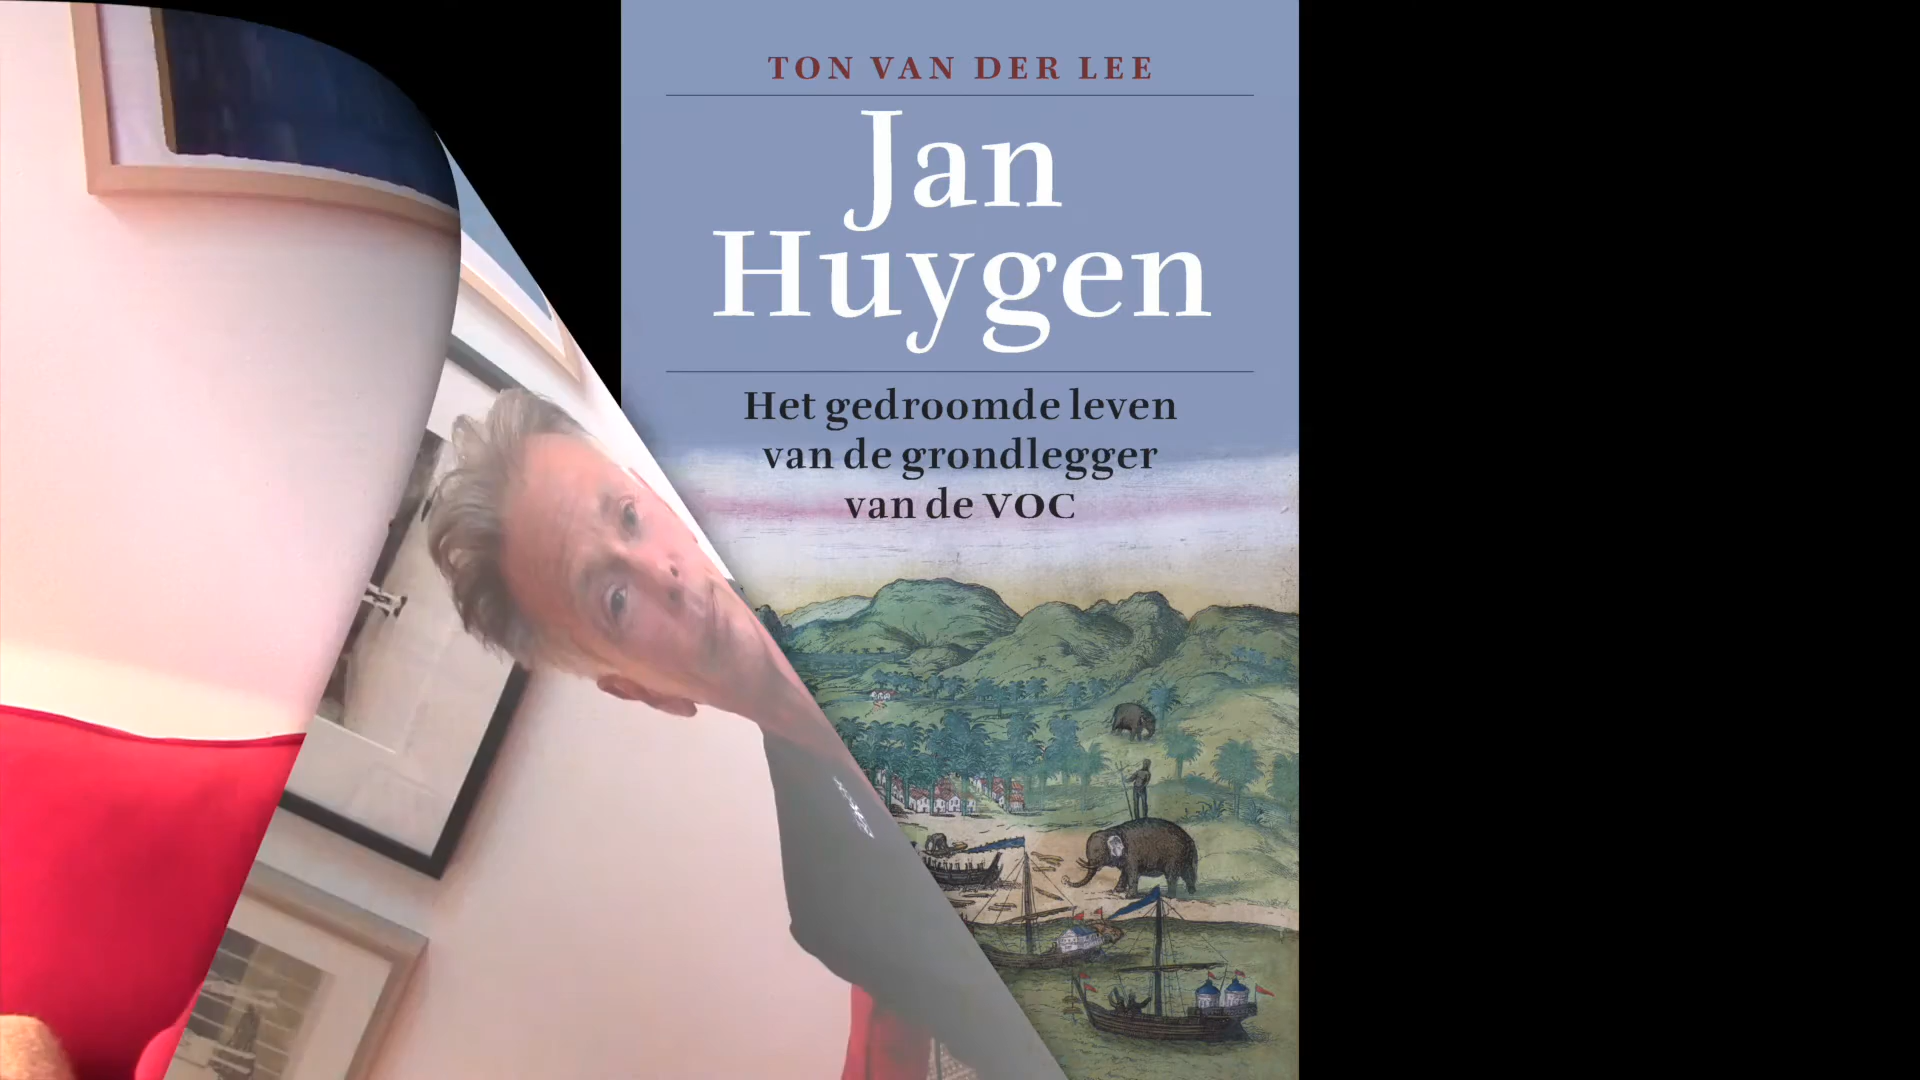 TON VAN DER LEE
Jan
Huygen
Het gedroomde leven
van de grondlegger
van de VOC